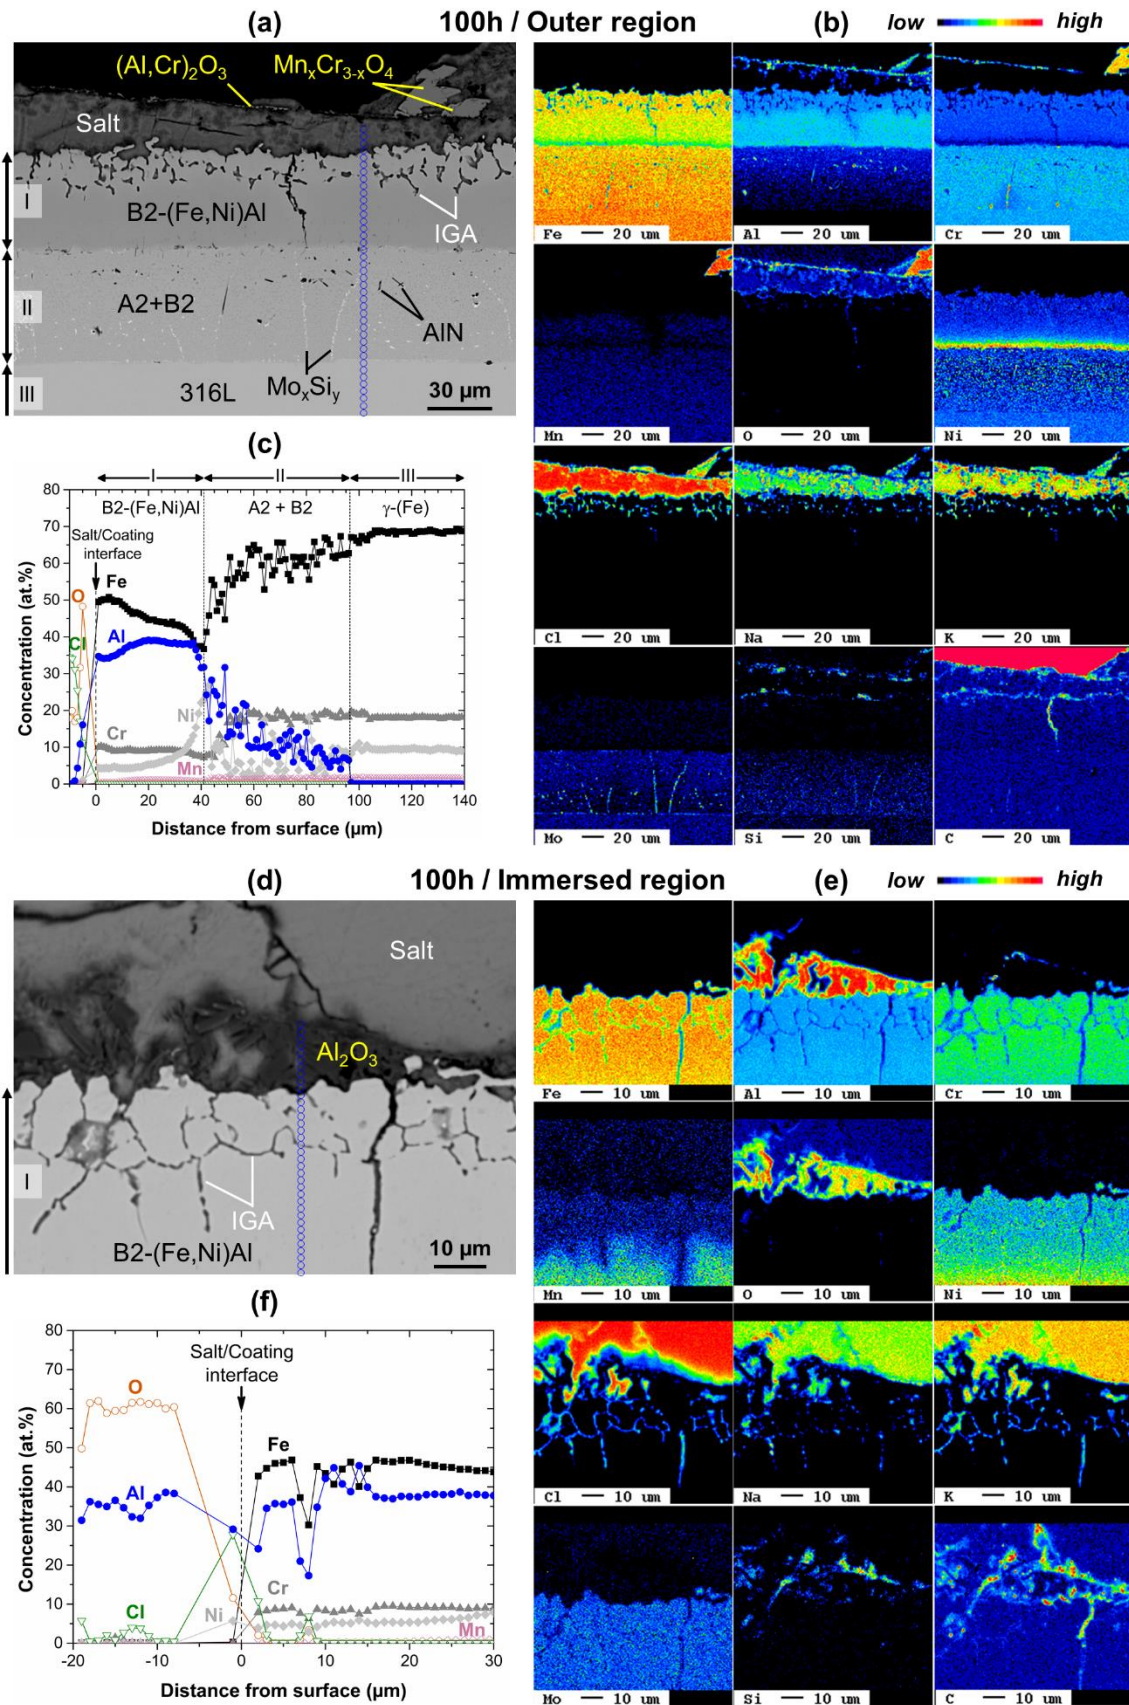 100h / Outer region
(a)
(b)
low
high
(Al,Cr)2O3
MnxCr3-xO4
Salt
I
B2-(Fe,Ni)Al
IGA
II
A2+B2
AlN
MoxSiy
III
316L
30 µm
Fe — 20 um
Al — 20 um
Cr — 20 um
Mn — 20 um
O — 20 um
Ni — 20 um
Cl — 20 um
Na — 20 um
K — 20 um
Mo — 20 um
Si — 20 um
C — 20 um
(c)
I
II
III
B2-(Fe,Ni)Al
A2 + B2
γ-(Fe)
Salt/Coating
interface
Fe
O
Al
Cl
Ni
Cr
Mn
80
70
60
50
40
30
20
10
0
Concentration (at.%)
0 20 40 60 80 100 120 140
Distance from surface (µm)
100h / Immersed region
(d)
(e)
low
high
Salt
Al2O3
I
IGA
B2-(Fe,Ni)Al
10 µm
Fe — 10 um
Al — 10 um
Cr — 10 um
Mn — 10 um
O — 10 um
Ni — 10 um
Cl — 10 um
Na — 10 um
K — 10 um
Mo — 10 um
Si — 10 um
C — 10 um
(f)
Salt/Coating
interface
O
Fe
Al
Cr
Cl
Ni
Mn
80
70
60
50
40
30
20
10
0
Concentration (at.%)
-20 -10 0 10 20 30
Distance from surface (µm)